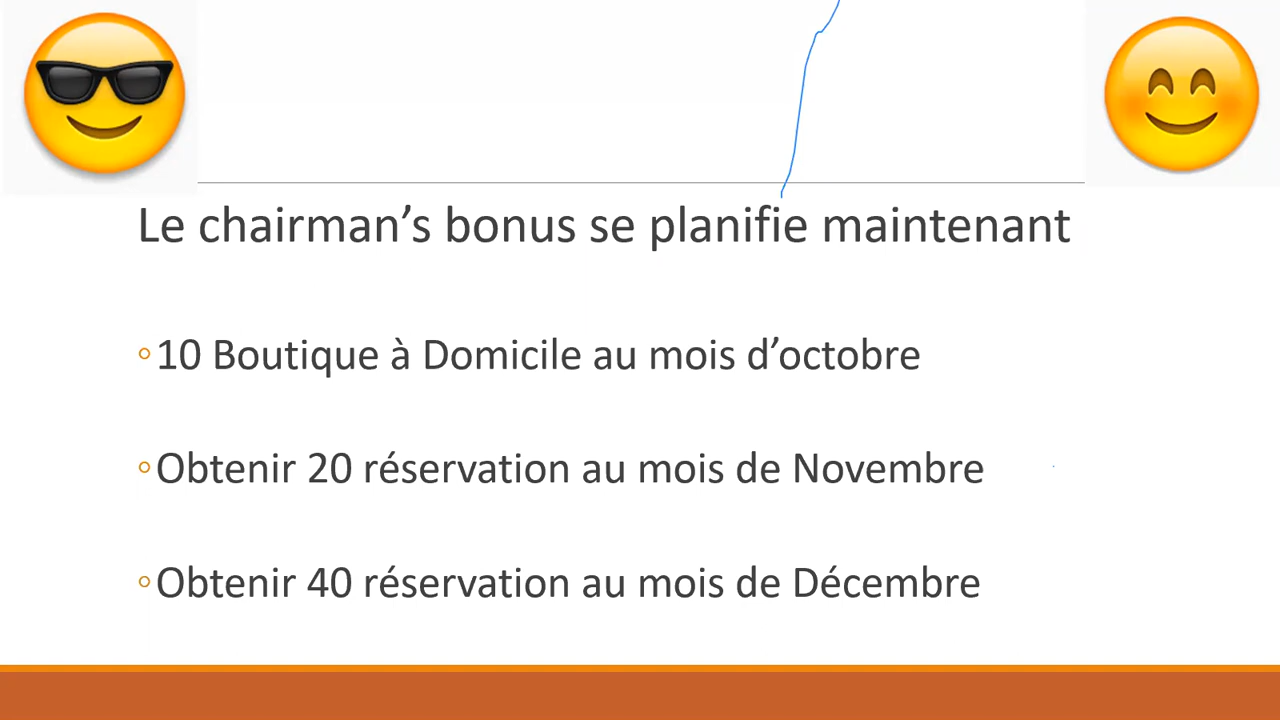 Le chairman’s bonus se planifie maintenant
◦10 Boutique à Domicile au mois d’octobre
◦Obtenir 20 réservation au mois de Novembre
◦Obtenir 40 réservation au mois de Décembre